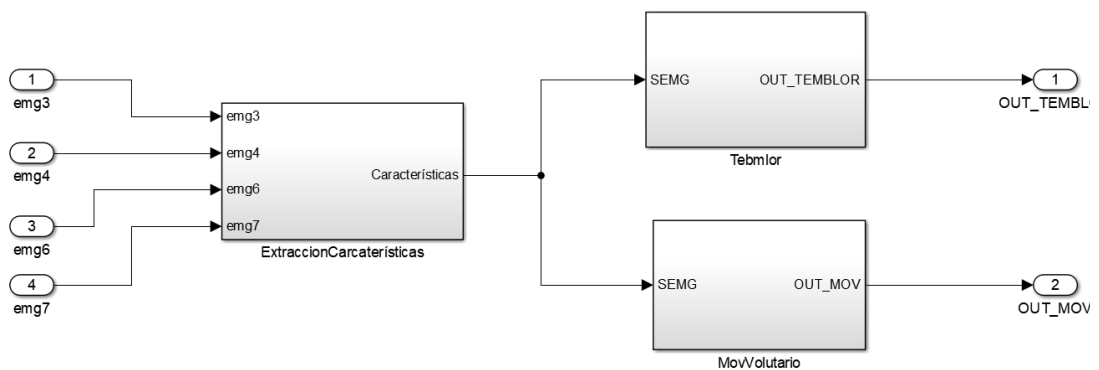 1
emg3
2
emg4
3
emg6
4
emg7
emg3
emg4
emg6
emg7
Características
ExtraccionCarcaterísticas
SEMG
OUT_TEMBLOR
Tebmlor
SEMG
OUT_MOV
MovVolutario
1
OUT_TEMBL
2
OUT_MOV